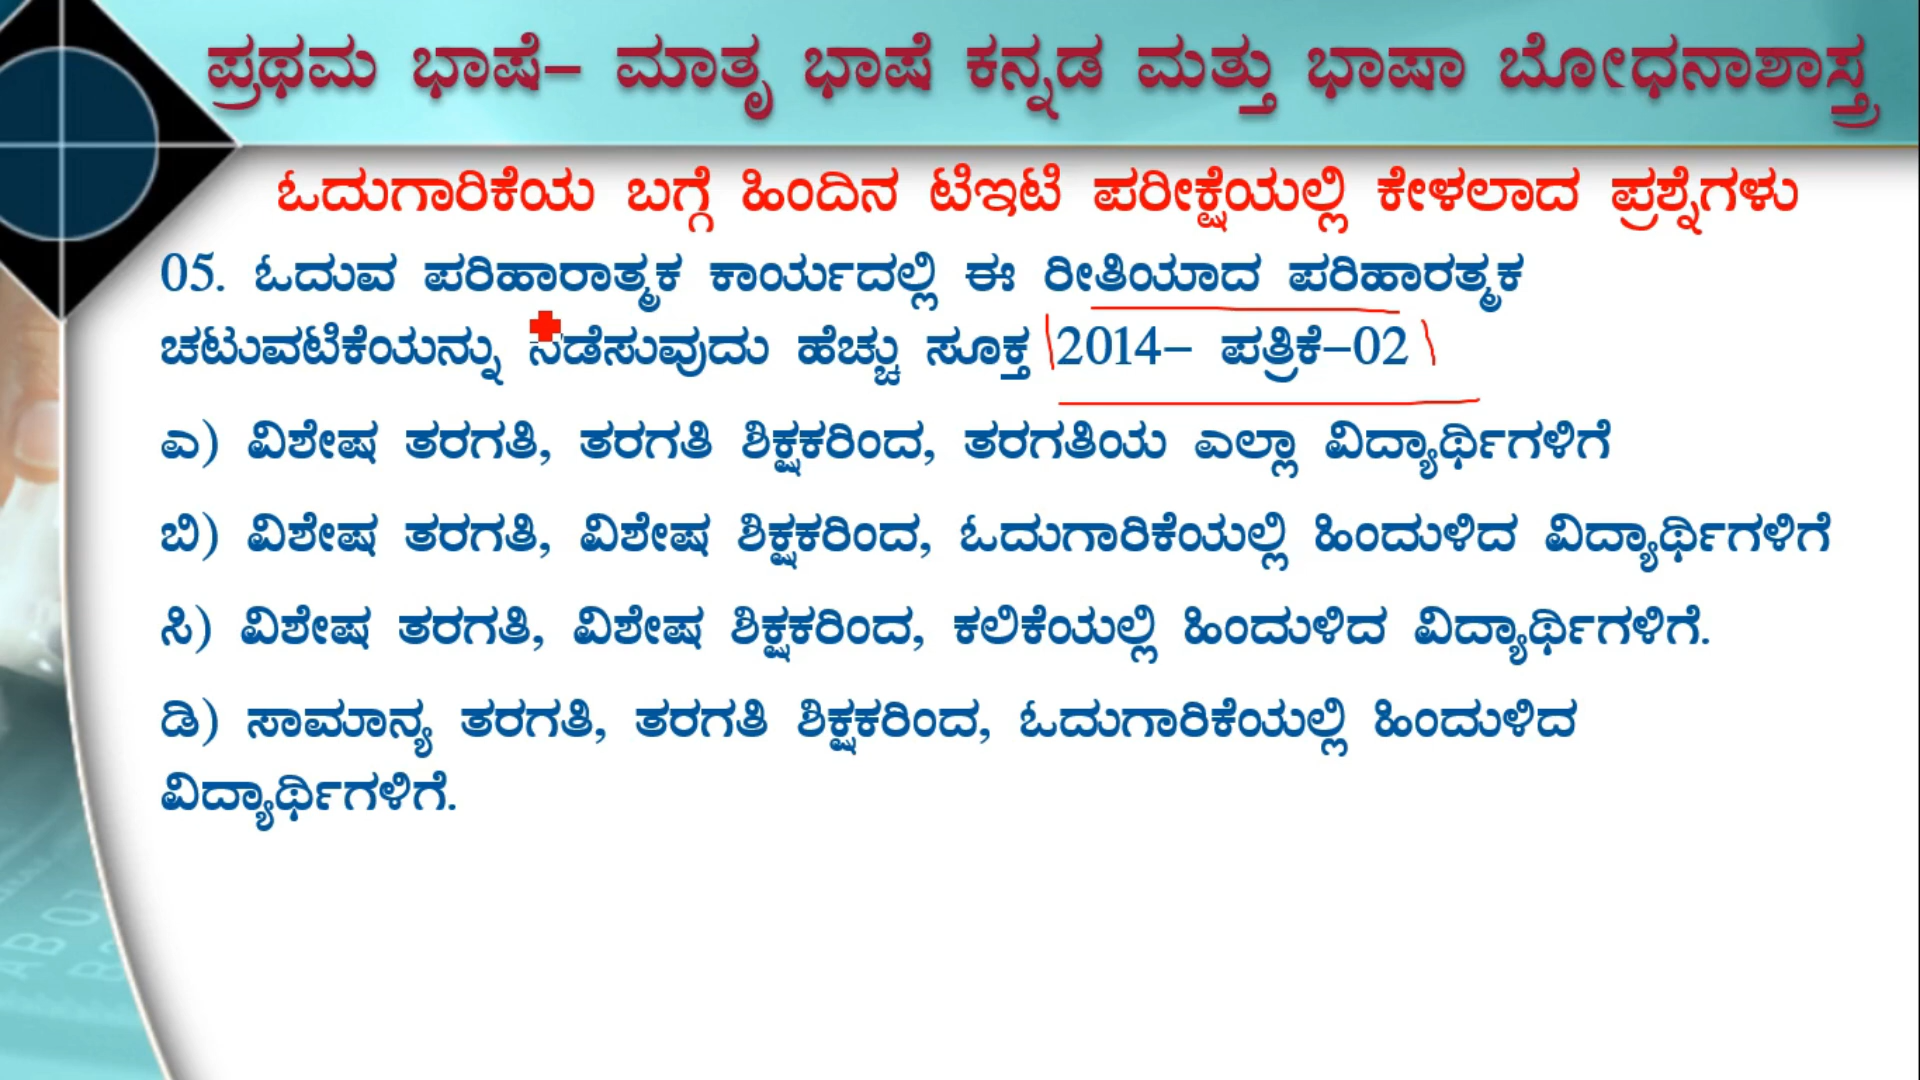 ಪ್ರಥಮ ಭಾಷೆ– ಮಾತೃ ಭಾಷೆ ಕನ್ನಡ ಮತ್ತು ಭಾಷಾ ಬೋಧನಾಶಾಸ್ತ್ರ
ಓದುಗಾರಿಕೆಯ ಬಗ್ಗೆ ಹಿಂದಿನ ಟಿಇಟಿ ಪರೀಕ್ಷೆಯಲ್ಲಿ ಕೇಳಲಾದ ಪ್ರಶ್ನೆಗಳು
05. ಓದುವ ಪರಿಹಾರಾತ್ಮಕ ಕಾರ್ಯದಲ್ಲಿ ಈ ರೀತಿಯಾದ ಪರಿಹಾರತ್ಮಕ
ಚಟುವಟಿಕೆಯನ್ನು ನಡೆಸುವುದು ಹೆಚ್ಚು ಸೂಕ್ತ 2014– ಪತ್ರಿಕೆ–02
ಎ) ವಿಶೇಷ ತರಗತಿ, ತರಗತಿ ಶಿಕ್ಷಕರಿಂದ, ತರಗತಿಯ ಎಲ್ಲಾ ವಿದ್ಯಾರ್ಥಿಗಳಿಗೆ
ಬಿ) ವಿಶೇಷ ತರಗತಿ, ವಿಶೇಷ ಶಿಕ್ಷಕರಿಂದ, ಓದುಗಾರಿಕೆಯಲ್ಲಿ ಹಿಂದುಳಿದ ವಿದ್ಯಾರ್ಥಿಗಳಿಗೆ
ಸಿ) ವಿಶೇಷ ತರಗತಿ, ವಿಶೇಷ ಶಿಕ್ಷಕರಿಂದ, ಕಲಿಕೆಯಲ್ಲಿ ಹಿಂದುಳಿದ ವಿದ್ಯಾರ್ಥಿಗಳಿಗೆ.
ಡಿ) ಸಾಮಾನ್ಯ ತರಗತಿ, ತರಗತಿ ಶಿಕ್ಷಕರಿಂದ, ಓದುಗಾರಿಕೆಯಲ್ಲಿ ಹಿಂದುಳಿದ
ವಿದ್ಯಾರ್ಥಿಗಳಿಗೆ.